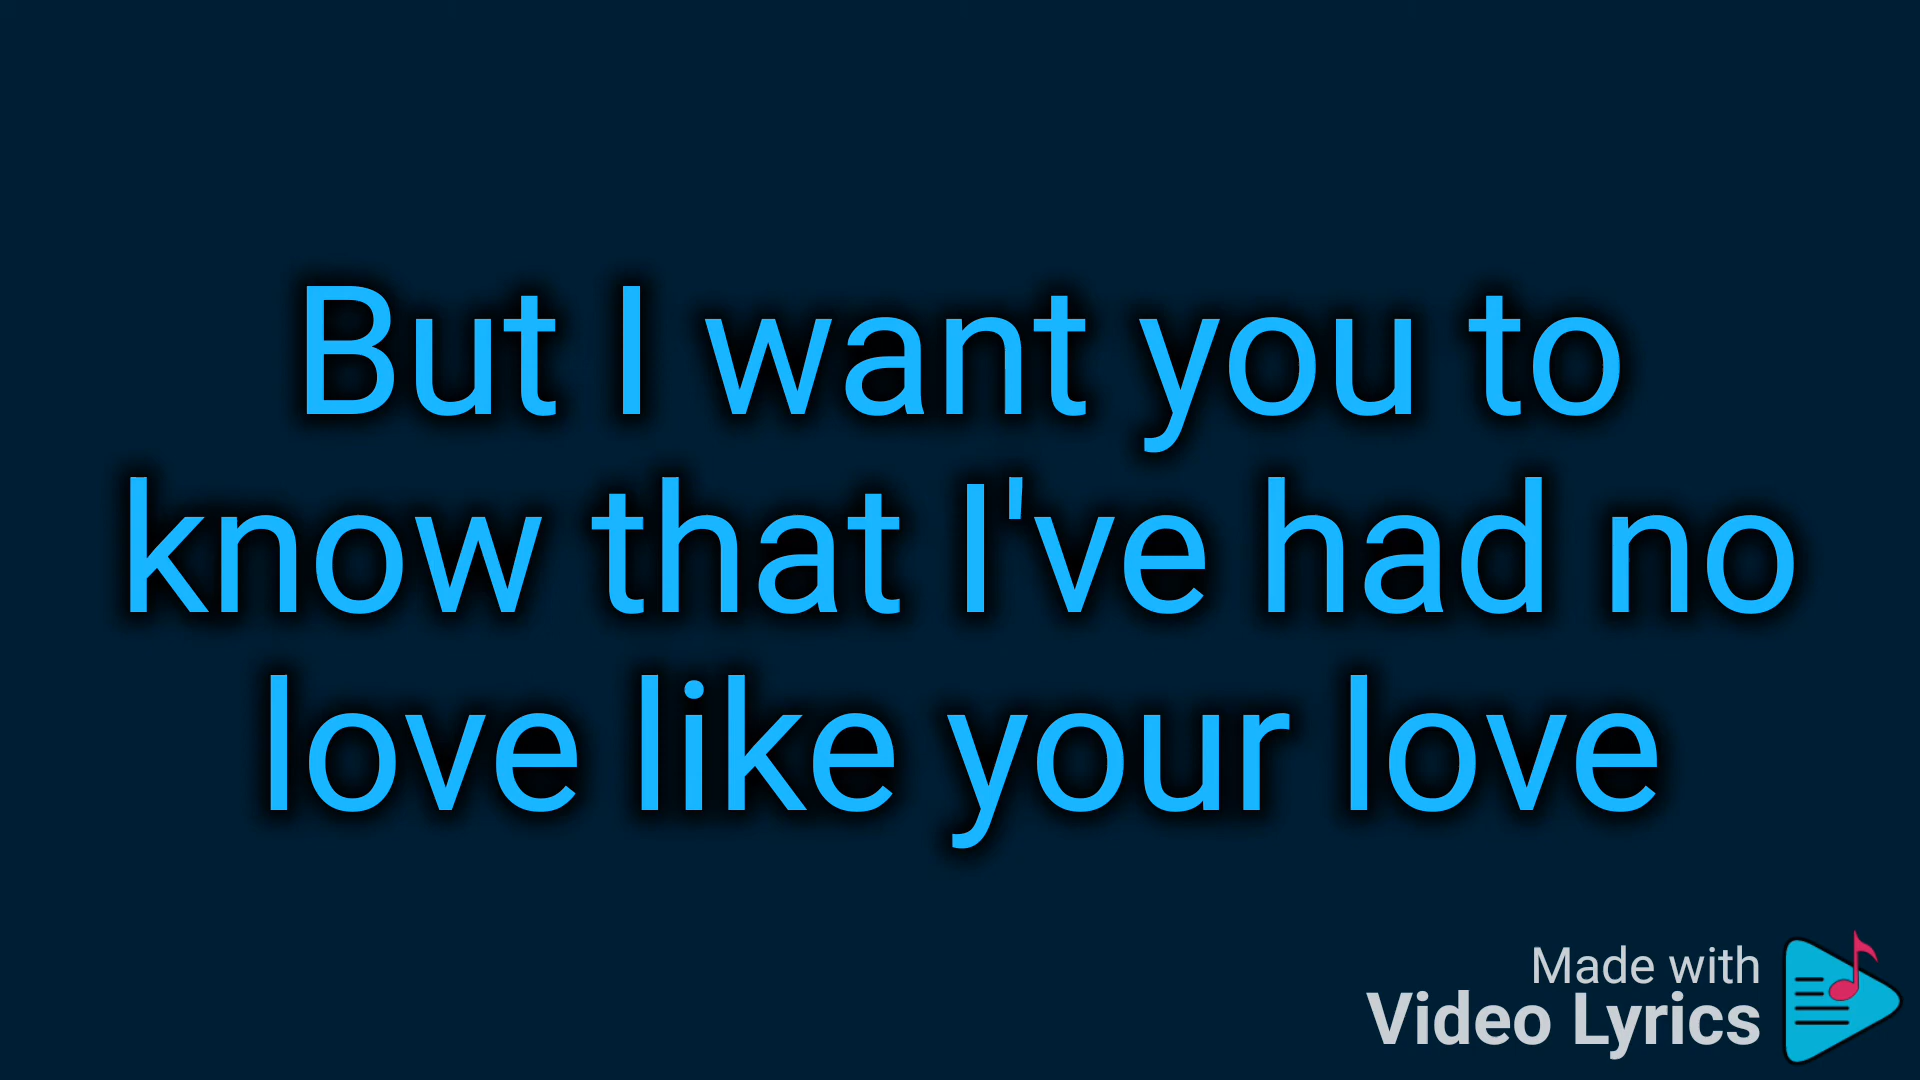 But I want you to
know that I've had no
love like your love
Made with
Video Lyrics